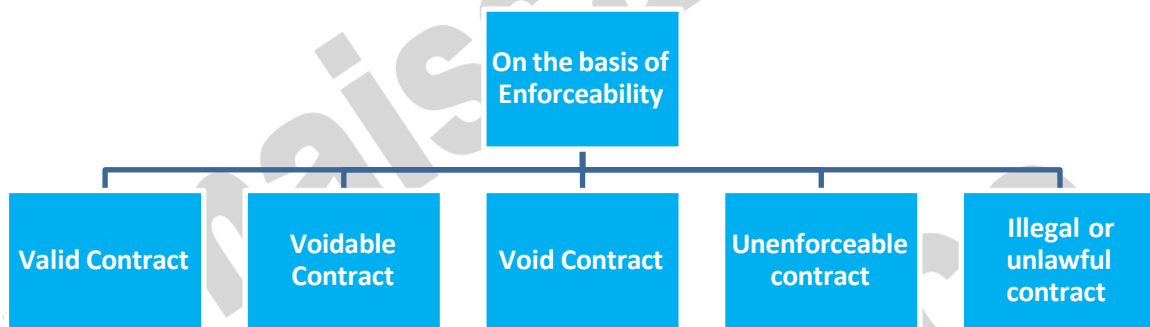 On the basis of
Enforceability
Valid Contract
Voidable
Contract
Void Contract
Unenforceable
contract
Illegal or
unlawful
contract